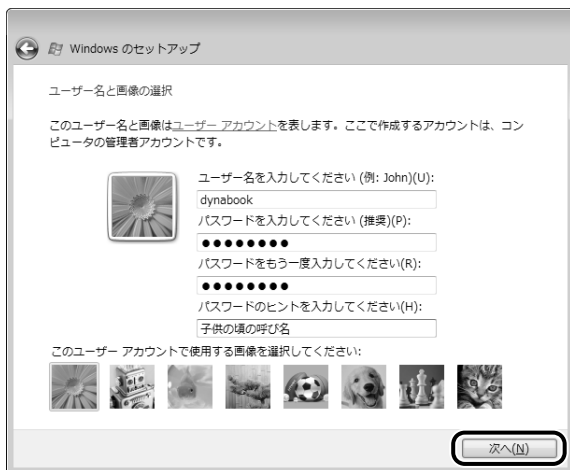 Windows のセットアップ
ユーザー名と画像の選択
このユーザー名と画像はユーザー アカウントを表します。ここで作成するアカウントは、コン
ピュータの管理者アカウントです。
ユーザー名を入力してください (例: John)(U):
dynabook
パスワードを入力してください (推奨)(P):
●●●●●●●●
パスワードをもう一度入力してください(R):
●●●●●●●●
パスワードのヒントを入力してください(H):
子供の頃の呼び名
このユーザー アカウントで使用する画像を選択してください:
次へ(N)